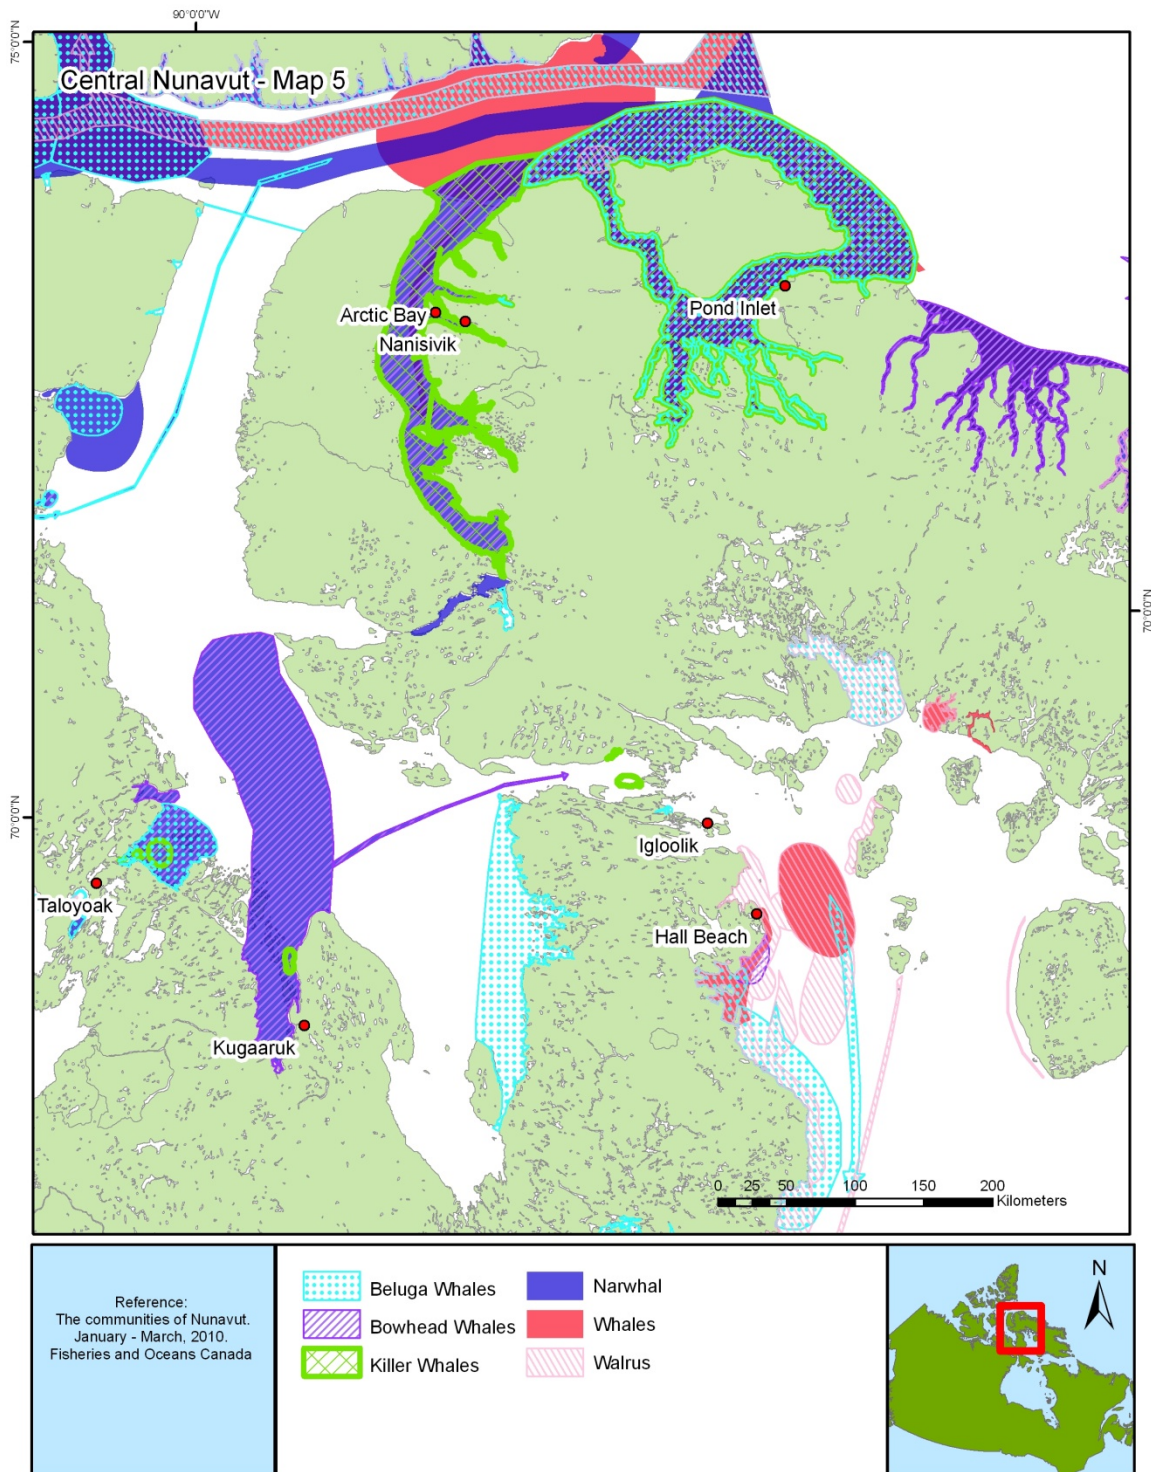 90°0'0"W
75°0'0"N
Central Nunavut - Map 5
Arctic Bay
Nanisivik
Pond Inlet
70°0'0"N
70°0'0"N
Igloolik
Taloyoak
Hall Beach
Kugaaruk
0 25 50 100 150 200
Kilometers
Reference:
The communities of Nunavut.
January - March, 2010.
Fisheries and Oceans Canada
Beluga Whales
Bowhead Whales
Killer Whales
Narwhal
Whales
Walrus
N